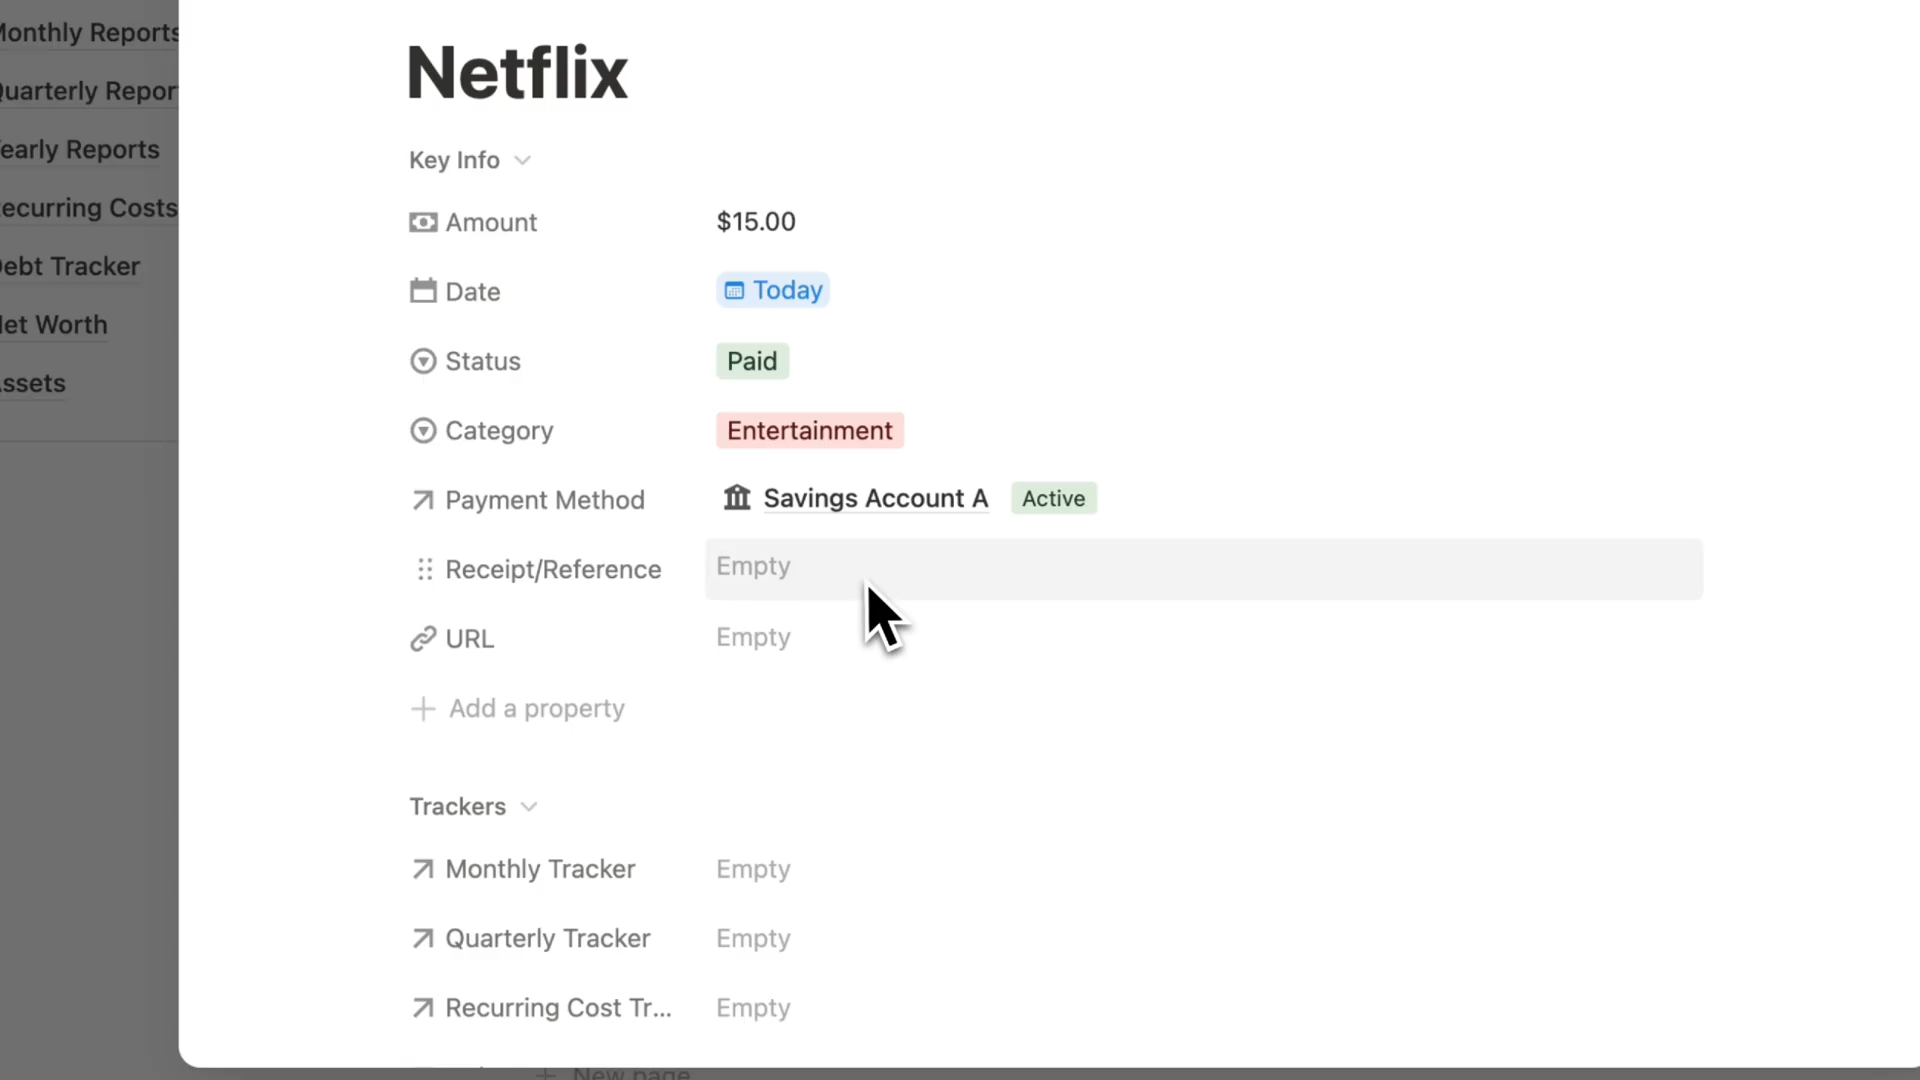 Monthly Reports
Quarterly Repor
Yearly Reports
Recurring Costs
Debt Tracker
Net Worth
Assets
Netflix
Key Info
Amount $15.00
Date Today
Status Paid
Category Entertainment
Payment Method Savings Account A Active
Receipt/Reference Empty
URL Empty
Add a property
Trackers
Monthly Tracker Empty
Quarterly Tracker Empty
Recurring Cost Tr... Empty
New page